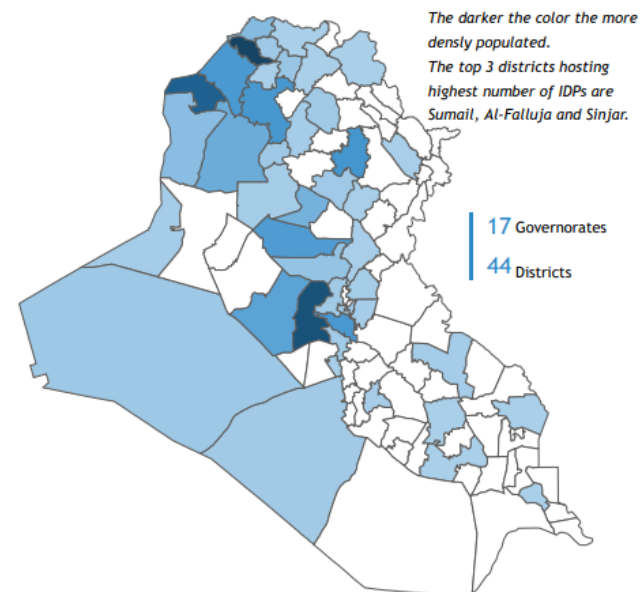 The darker the color the more
densly populated.
The top 3 districts hosting
highest number of IDPs are
Sumail, Al-Falluja and Sinjar.
17 Governorates
44 Districts